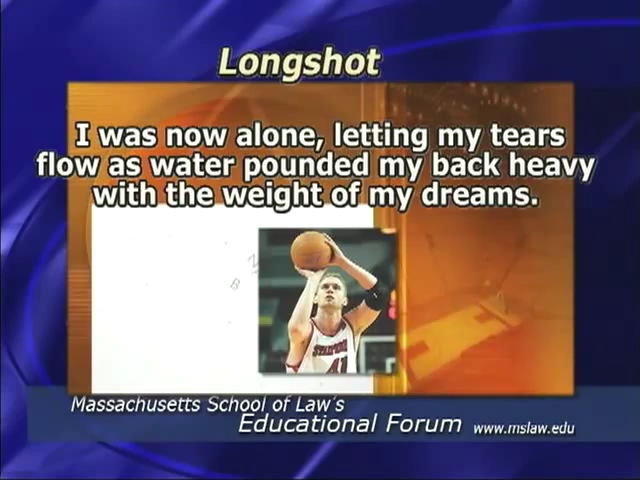 Longshot
I was now alone, letting my tears
flow as water pounded my back heavy
with the weight of my dreams.
41
Massachusetts School of Law's
Educational Forum www.mslaw.edu